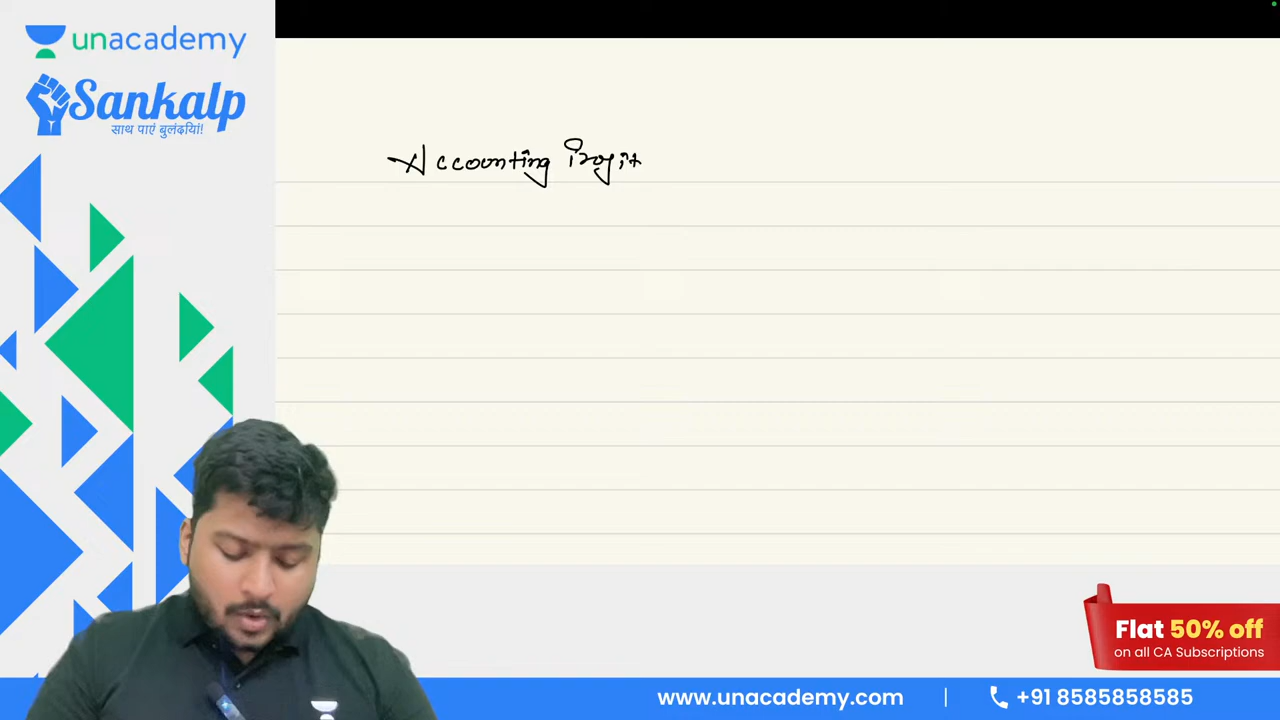 unacademy
Sankalp
साथ पाएं बुलंदियां!
Accounting Profit
Flat 50% off
on all CA Subscriptions
www.unacademy.com | +91 8585858585